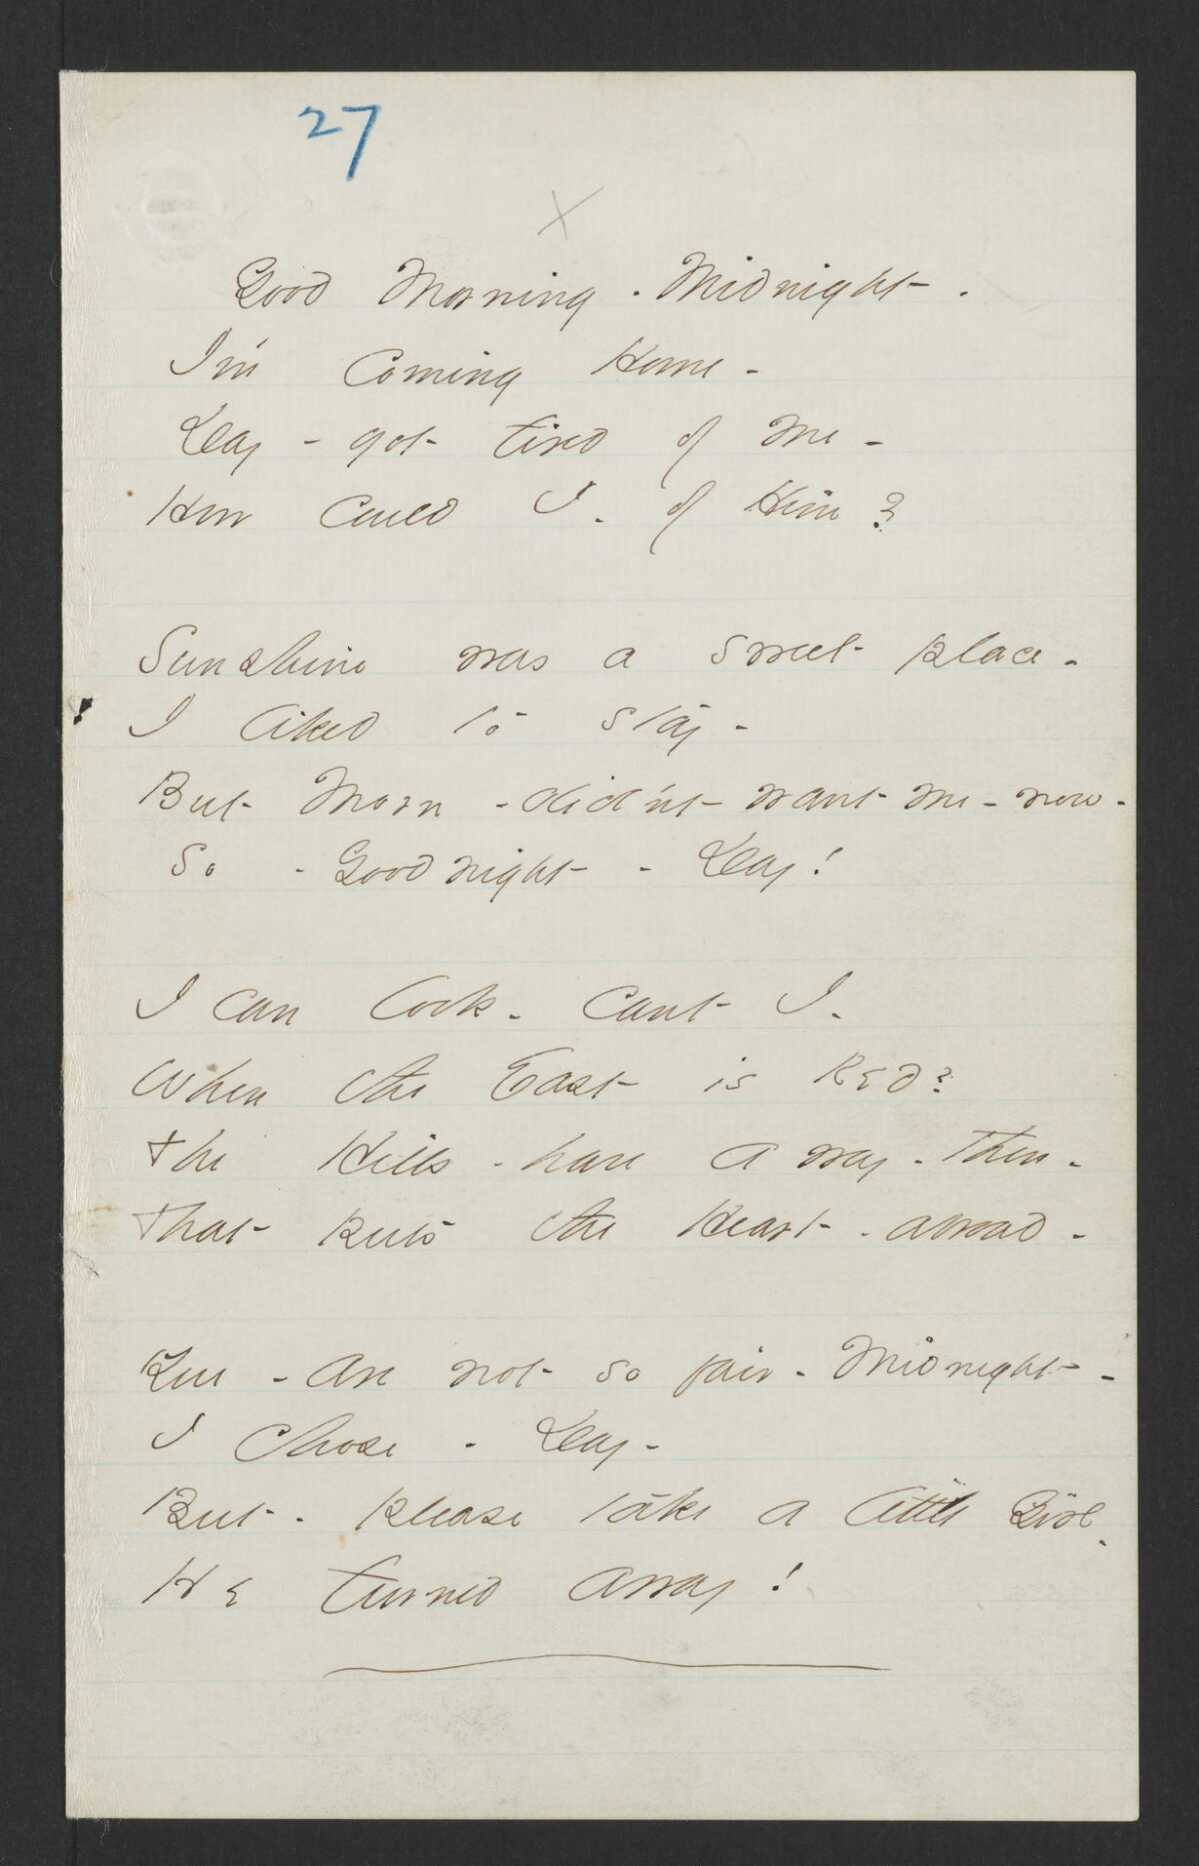 27
X
Good Morning - Midnight -
I'm Coming Home -
Day - got tired of Me -
How could I - of Him?
Sunshine was a sweet place -
I liked to stay -
But Morn - did'nt want me - now -
So - Goodnight - Day!
I can look - cant I -
When the East is Red?
The Hills - have a way - then -
That puts the Heart - abroad -
You - are not so fair - Midnight -
I chose - Day -
But - please take a little Girl -
He turned away!